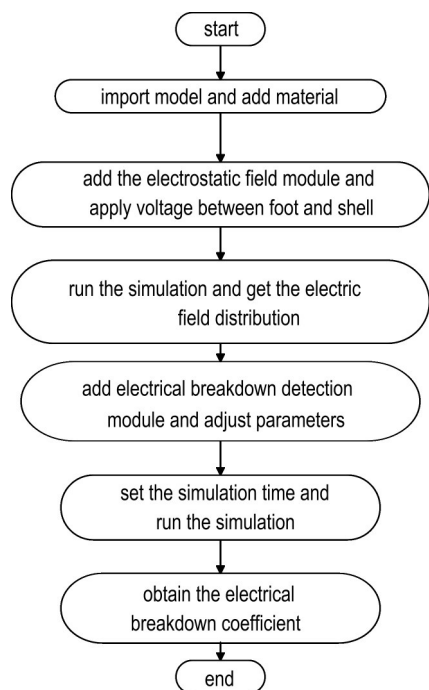 start
import model and add material
add the electrostatic field module and
apply voltage between foot and shell
run the simulation and get the electric
field distribution
add electrical breakdown detection
module and adjust parameters
set the simulation time and
run the simulation
obtain the electrical
breakdown coefficient
end